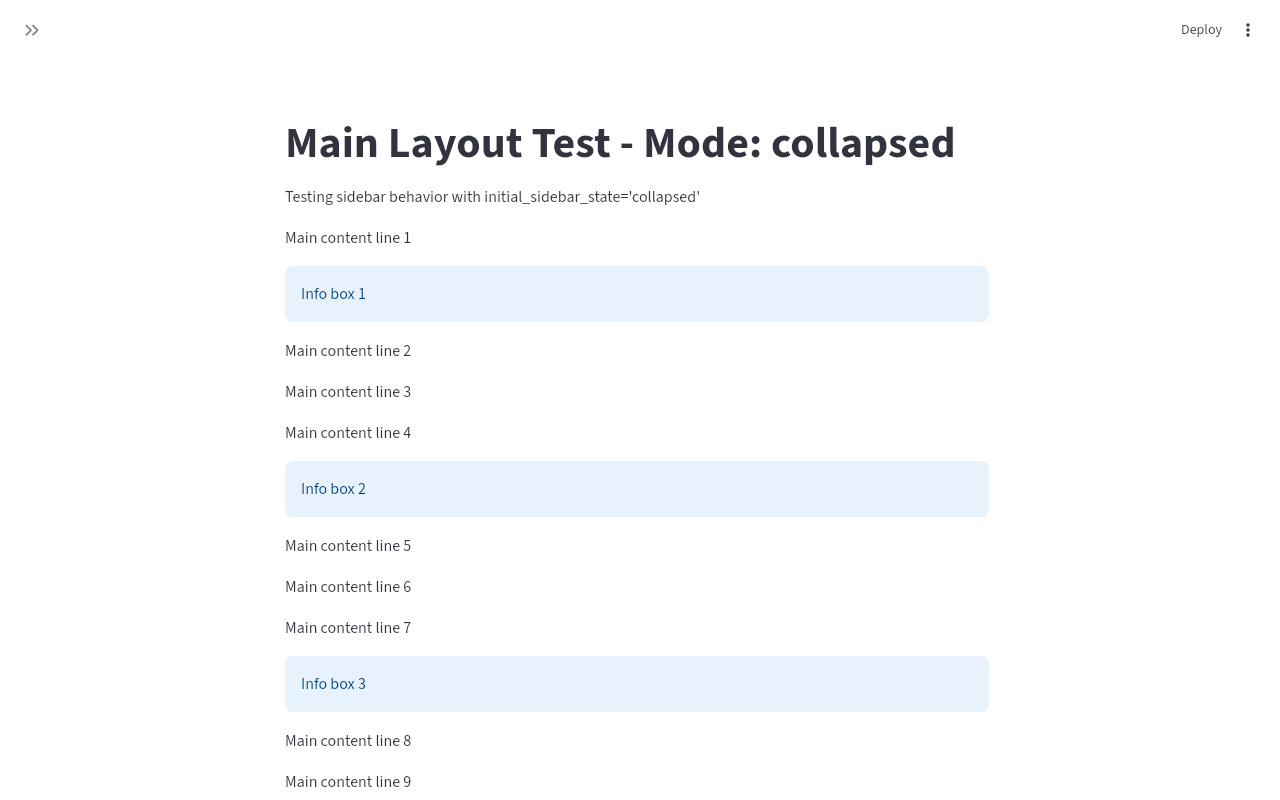 Deploy
Main Layout Test - Mode: collapsed
Testing sidebar behavior with initial_sidebar_state='collapsed'
Main content line 1
Info box 1
Main content line 2
Main content line 3
Main content line 4
Info box 2
Main content line 5
Main content line 6
Main content line 7
Info box 3
Main content line 8
Main content line 9